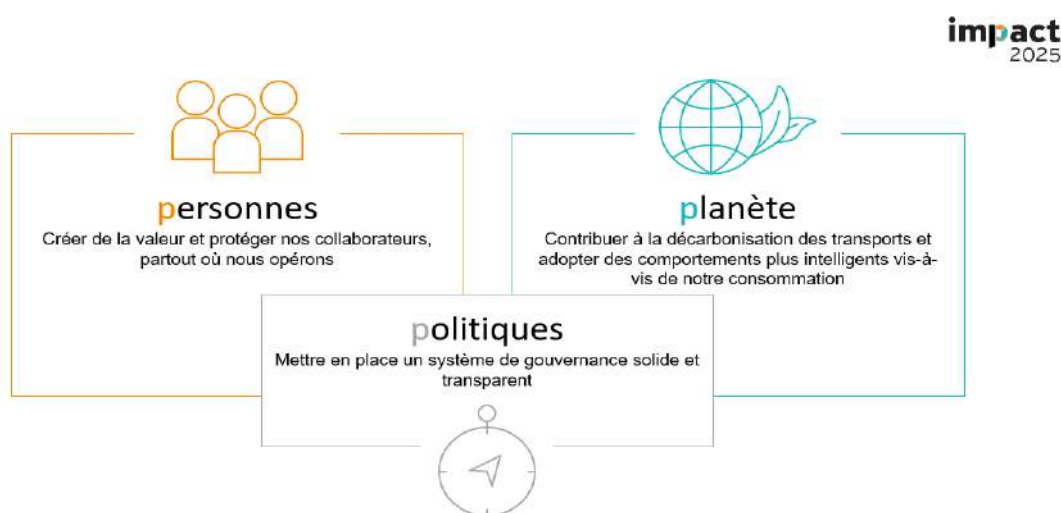 impact
2025
personnes
Créer de la valeur et protéger nos collaborateurs,
partout où nous opérons
planète
Contribuer à la décarbonisation des transports et
adopter des comportements plus intelligents vis-à-
vis de notre consommation
politiques
Mettre en place un système de gouvernance solide et
transparent